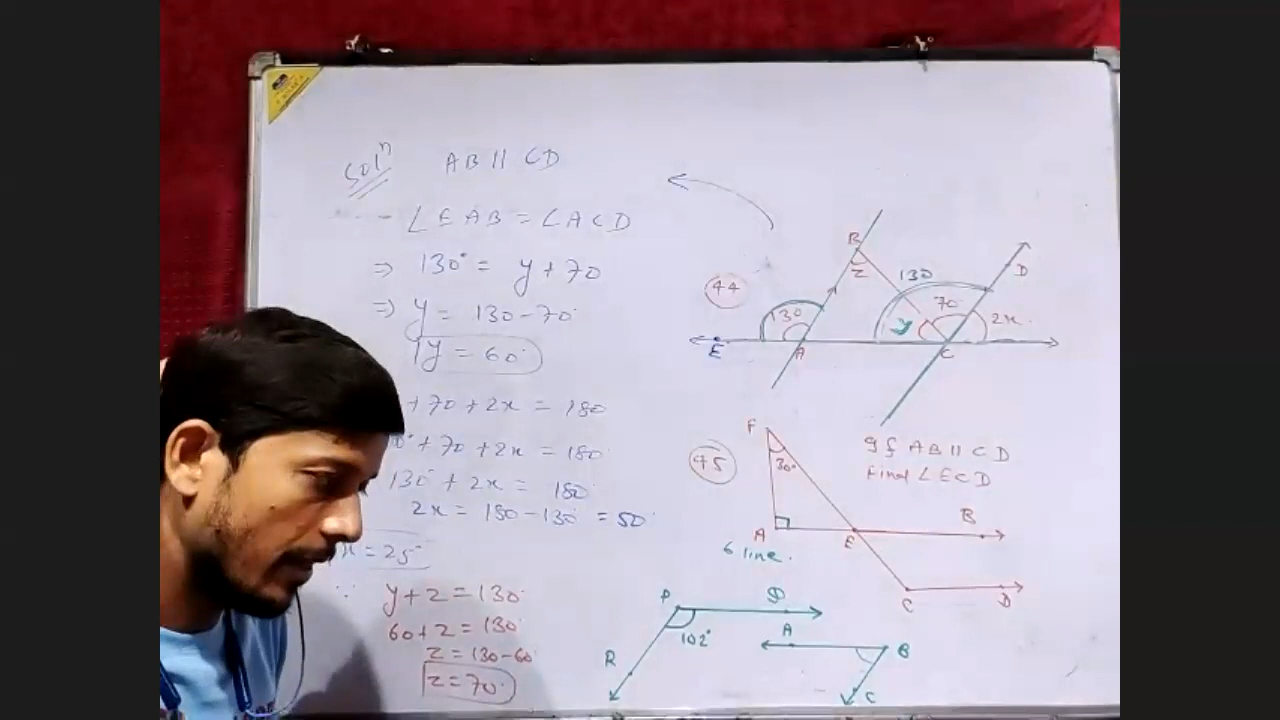 Solⁿ AB || CD
∠EAB = ∠ACD
⇒ 130° = y + 70
⇒ y = 130 - 70°
y = 60°
+ 70 + 2x = 180
0° + 70 + 2x = 180
130° + 2x = 180
2x = 180 - 130 = 50°
x = 25°
∵ y + z = 130
60 + z = 130
z = 130 - 60
z = 70°
44
B
z
130
D
130
70
y
2x
E
A
C
45
F
30°
If AB || CD
Find ∠ECD
A
E
B
6 line.
C
D
P
D
102°
R
A
B
C